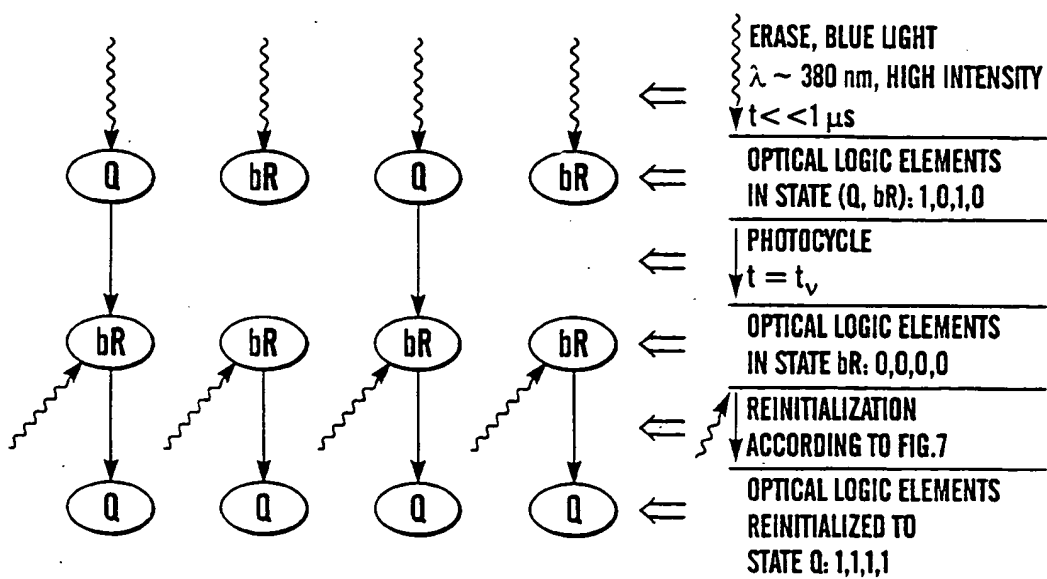 ERASE, BLUE LIGHT
λ ~ 380 nm, HIGH INTENSITY
t<<1 μs
Q bR Q bR
OPTICAL LOGIC ELEMENTS
IN STATE (Q, bR): 1,0,1,0
PHOTOCYCLE
t = tν
bR bR bR bR
OPTICAL LOGIC ELEMENTS
IN STATE bR: 0,0,0,0
REINITIALIZATION
ACCORDING TO FIG.7
Q Q Q Q
OPTICAL LOGIC ELEMENTS
REINITIALIZED TO
STATE Q: 1,1,1,1